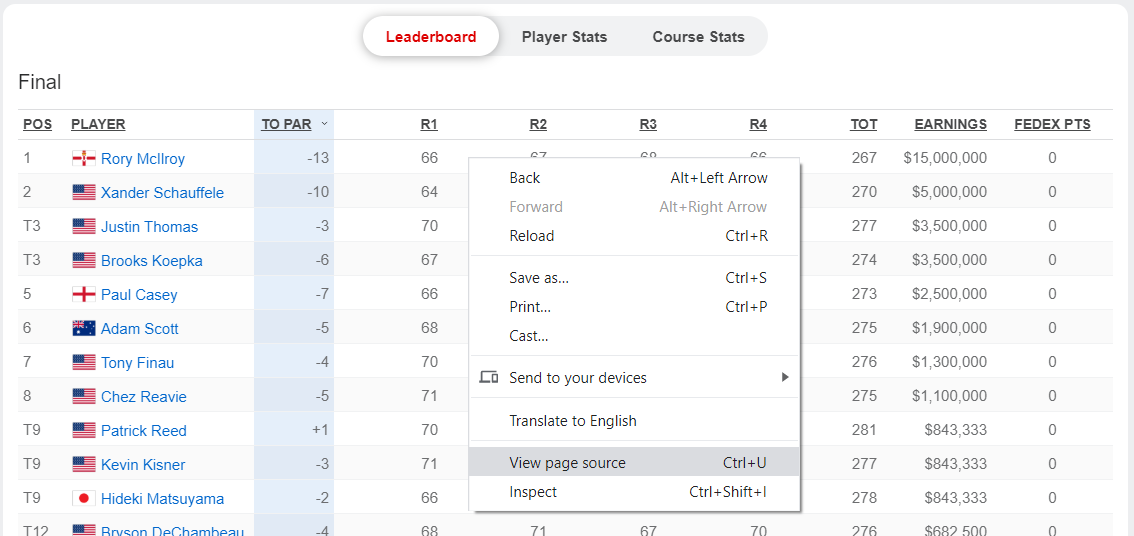 Leaderboard Player Stats Course Stats
Final
POS PLAYER TO PAR R1 R2 R3 R4 TOT EARNINGS FEDEX PTS
1 Rory McIlroy -13 66 67 68 66 267 $15,000,000 0
2 Xander Schauffele -10 64 270 $5,000,000 0
T3 Justin Thomas -3 70 277 $3,500,000 0
T3 Brooks Koepka -6 67 274 $3,500,000 0
5 Paul Casey -7 66 273 $2,500,000 0
6 Adam Scott -5 68 275 $1,900,000 0
7 Tony Finau -4 70 276 $1,300,000 0
8 Chez Reavie -5 71 275 $1,100,000 0
T9 Patrick Reed +1 70 281 $843,333 0
T9 Kevin Kisner -3 71 277 $843,333 0
T9 Hideki Matsuyama -2 66 278 $843,333 0
T12 Bryson DeChambeau -4 68 71 67 70 276 $682,500 0
Back Alt+Left Arrow
Forward Alt+Right Arrow
Reload Ctrl+R
Save as... Ctrl+S
Print... Ctrl+P
Cast...
Send to your devices
Translate to English
View page source Ctrl+U
Inspect Ctrl+Shift+I